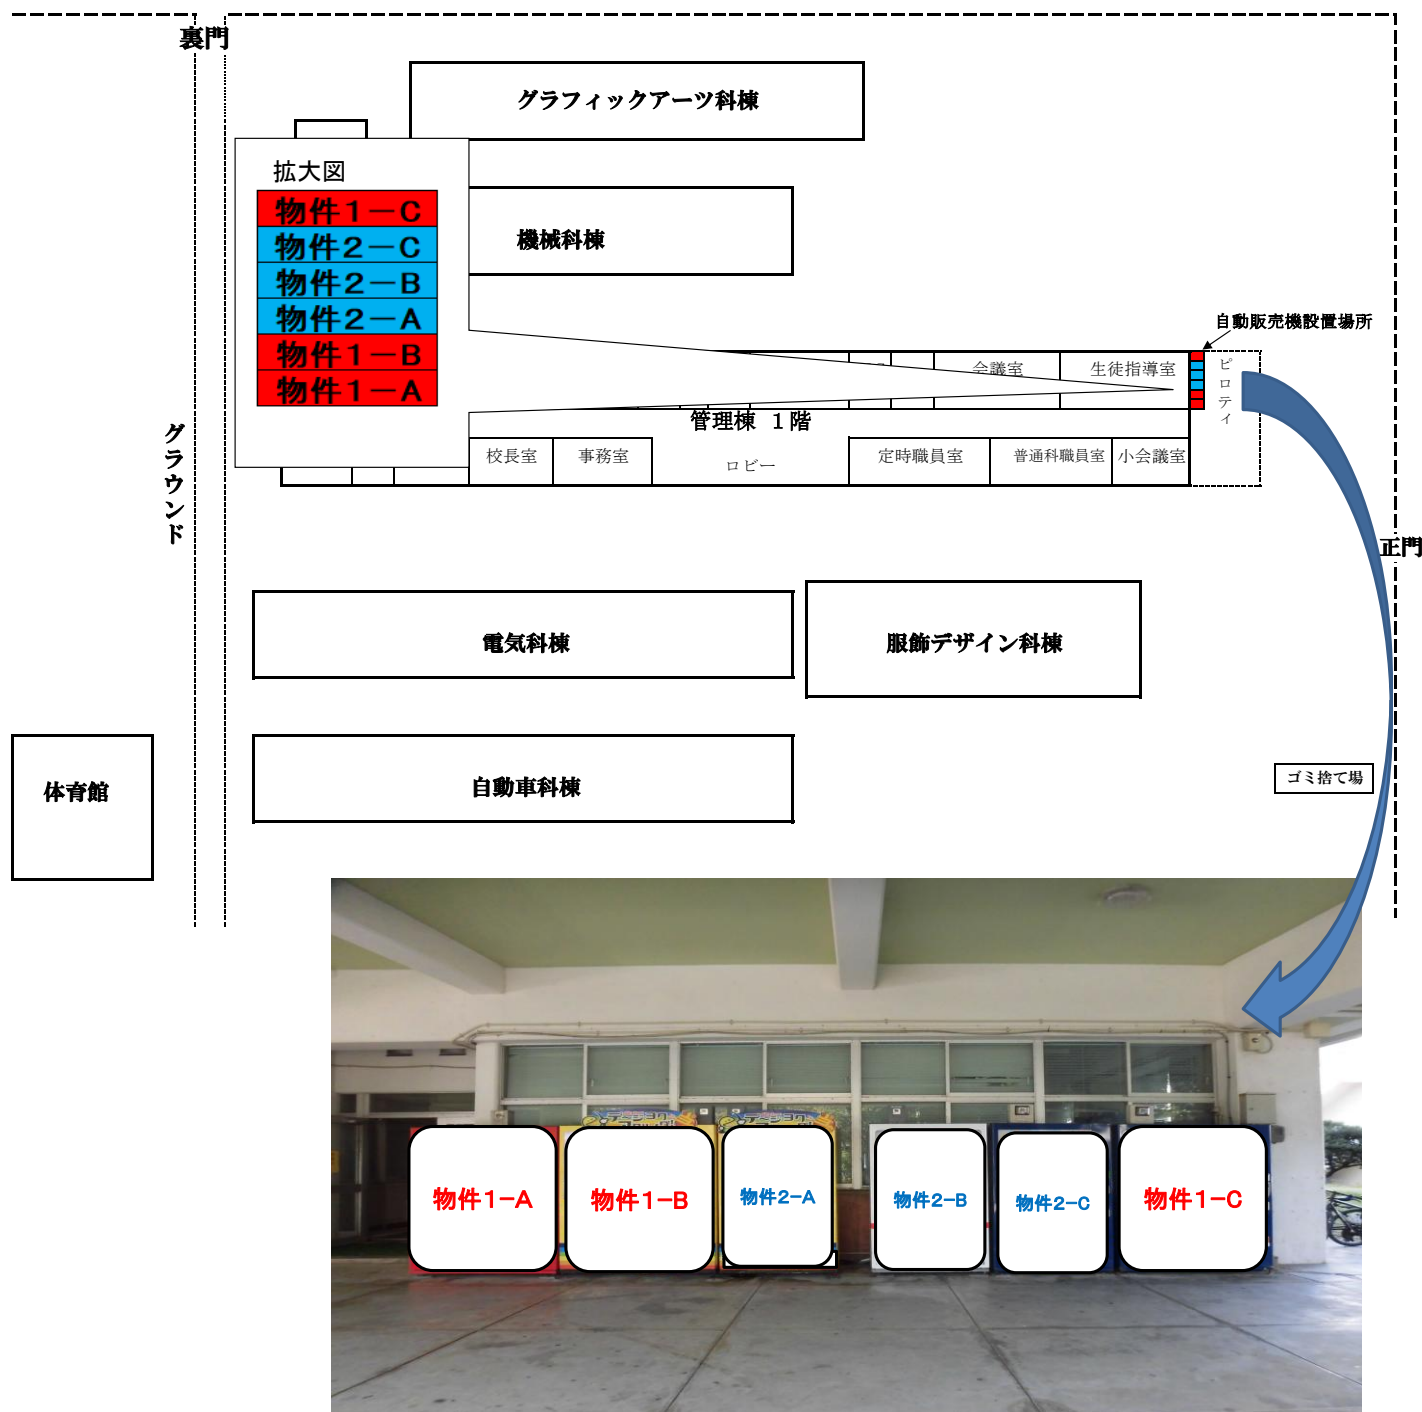 裏門
グラフィックアーツ科棟
拡大図
物件１－Ｃ
物件２－Ｃ
物件２－Ｂ
物件２－Ａ
物件１－Ｂ
物件１－Ａ
機械科棟
自動販売機設置場所
会議室
生徒指導室
ピロテイ
管理棟　１階
校長室
事務室
ロビー
定時職員室
普通科職員室
小会議室
グラウンド
正門
電気科棟
服飾デザイン科棟
体育館
自動車科棟
ゴミ捨て場
物件１－Ａ
物件１－Ｂ
物件２－Ａ
物件２－Ｂ
物件２－Ｃ
物件１－Ｃ